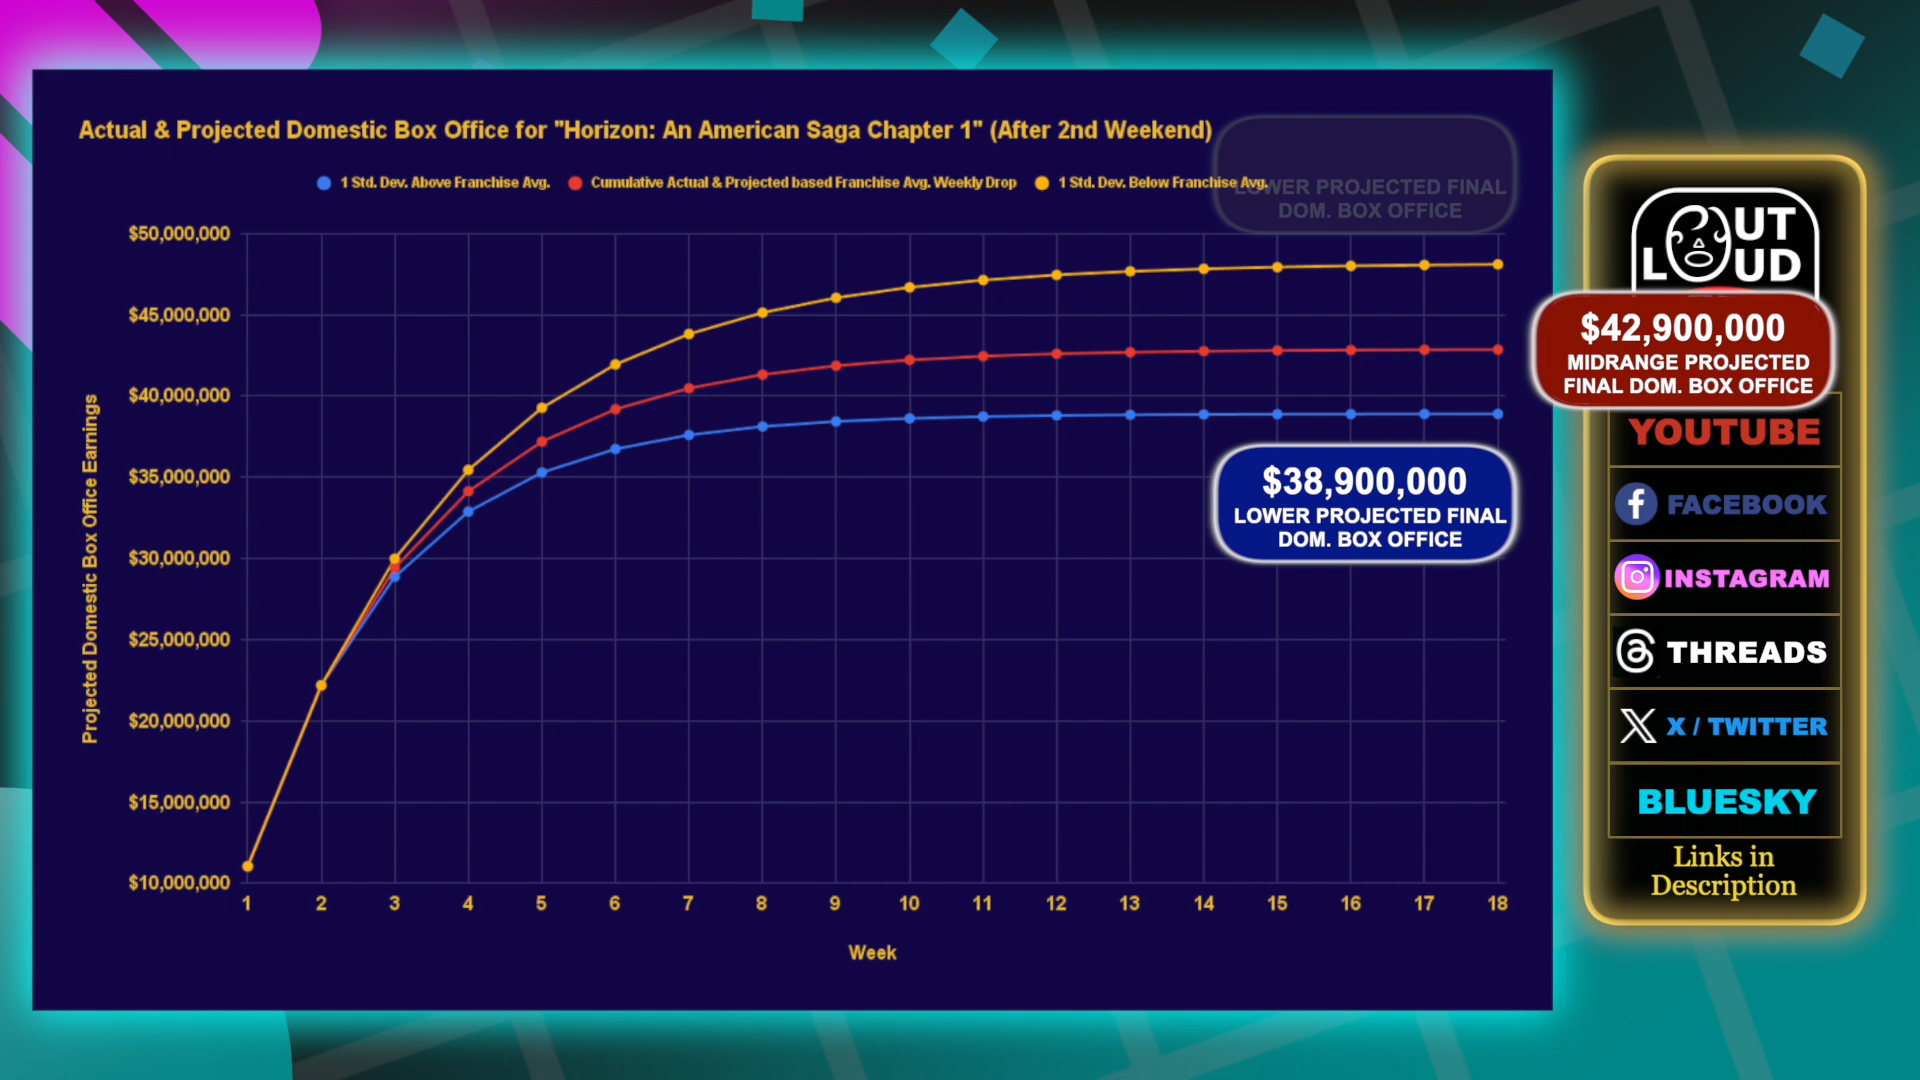 Actual & Projected Domestic Box Office for "Horizon: An American Saga Chapter 1" (After 2nd Weekend)
1 Std. Dev. Above Franchise Avg.
Cumulative Actual & Projected based Franchise Avg. Weekly Drop
1 Std. Dev. Below Franchise Avg.
LOWER PROJECTED FINAL
DOM. BOX OFFICE
Projected Domestic Box Office Earnings
$50,000,000
$45,000,000
$40,000,000
$35,000,000
$30,000,000
$25,000,000
$20,000,000
$15,000,000
$10,000,000
1 2 3 4 5 6 7 8 9 10 11 12 13 14 15 16 17 18
Week
$38,900,000
LOWER PROJECTED FINAL
DOM. BOX OFFICE
OUT
LOUD
$42,900,000
MIDRANGE PROJECTED
FINAL DOM. BOX OFFICE
YOUTUBE
FACEBOOK
INSTAGRAM
THREADS
X / TWITTER
BLUESKY
Links in
Description